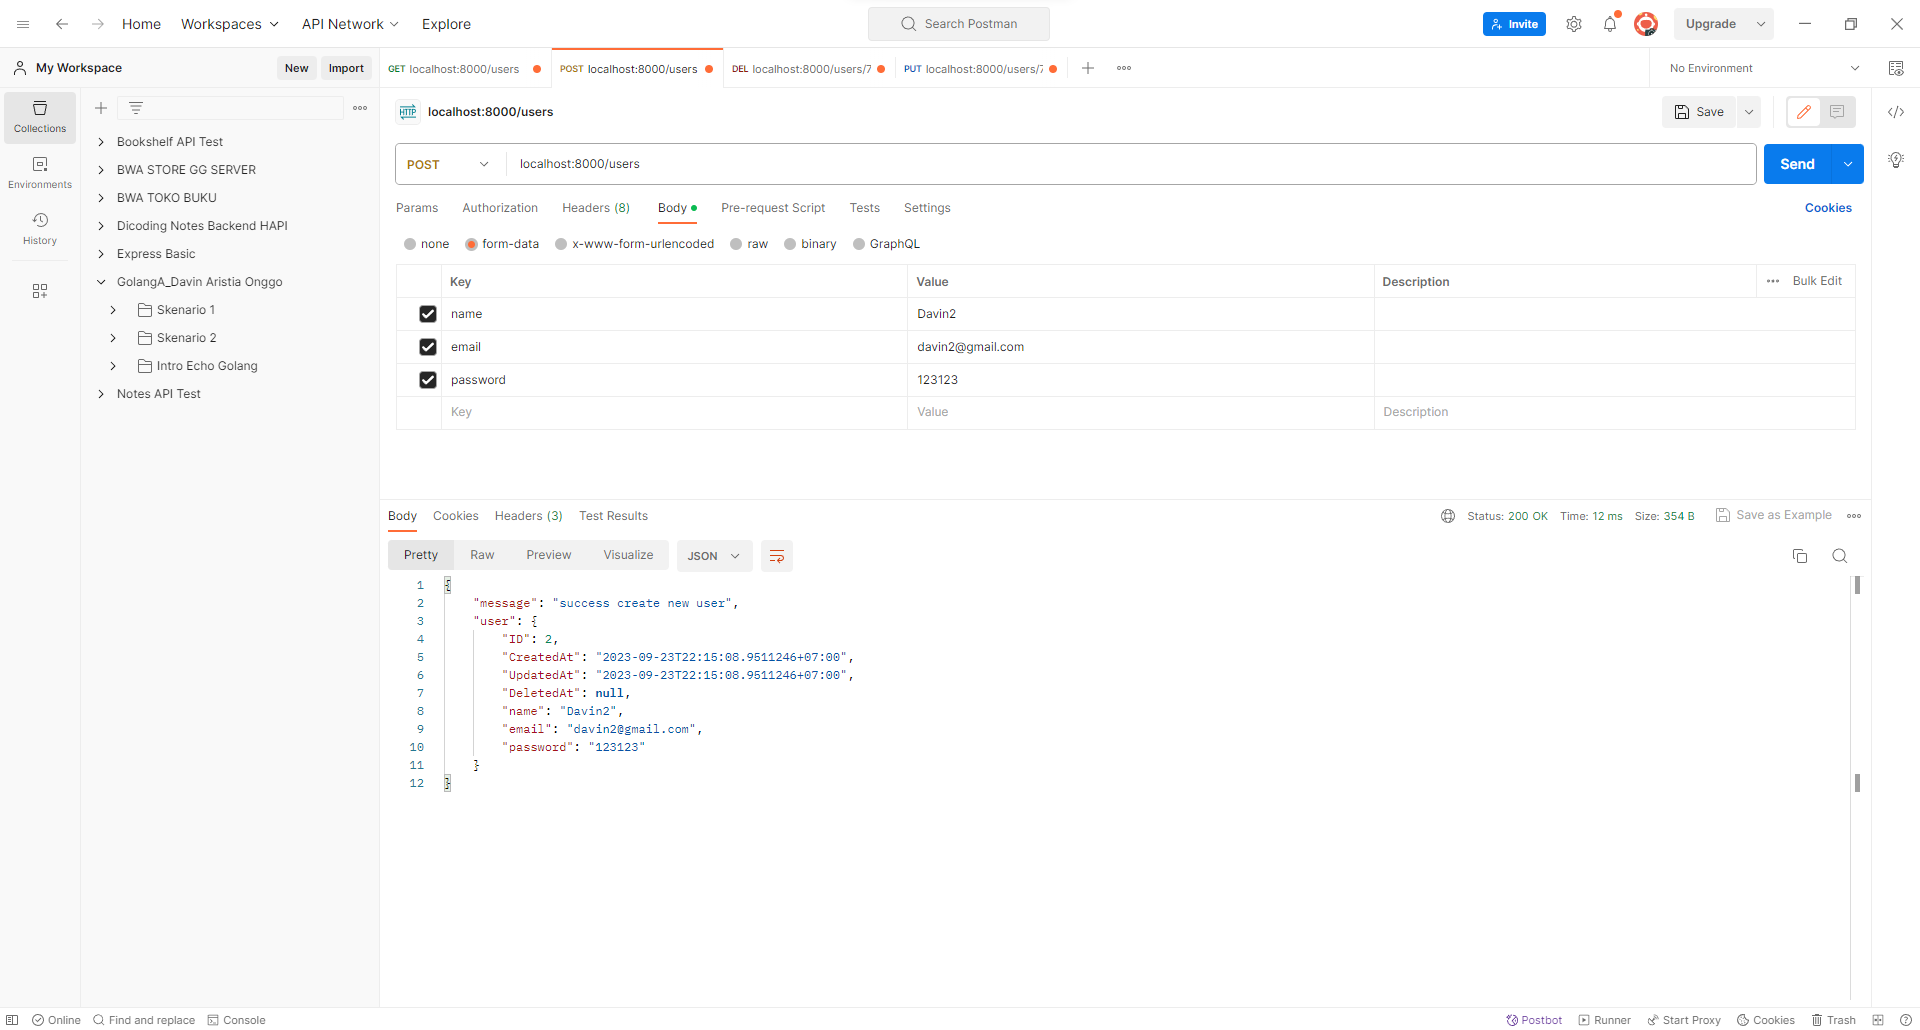 Home Workspaces API Network Explore Search Postman Invite Upgrade
My Workspace New Import GET localhost:8000/users POST localhost:8000/users DEL localhost:8000/users/7 PUT localhost:8000/users/7 No Environment
Collections
Environments
History
Bookshelf API Test
BWA STORE GG SERVER
BWA TOKO BUKU
Dicoding Notes Backend HAPI
Express Basic
GolangA_Davin Aristia Onggo
Skenario 1
Skenario 2
Intro Echo Golang
Notes API Test
HTTP localhost:8000/users Save
POST localhost:8000/users Send
Params Authorization Headers (8) Body Pre-request Script Tests Settings Cookies
none form-data x-www-form-urlencoded raw binary GraphQL
Key Value Description Bulk Edit
name Davin2
email davin2@gmail.com
password 123123
Key Value Description
Body Cookies Headers (3) Test Results Status: 200 OK Time: 12 ms Size: 354 B Save as Example
Pretty Raw Preview Visualize JSON
1 {
2 "message": "success create new user",
3 "user": {
4 "ID": 2,
5 "CreatedAt": "2023-09-23T22:15:08.9511246+07:00",
6 "UpdatedAt": "2023-09-23T22:15:08.9511246+07:00",
7 "DeletedAt": null,
8 "name": "Davin2",
9 "email": "davin2@gmail.com",
10 "password": "123123"
11 }
12 }
Online Find and replace Console Postbot Runner Start Proxy Cookies Trash